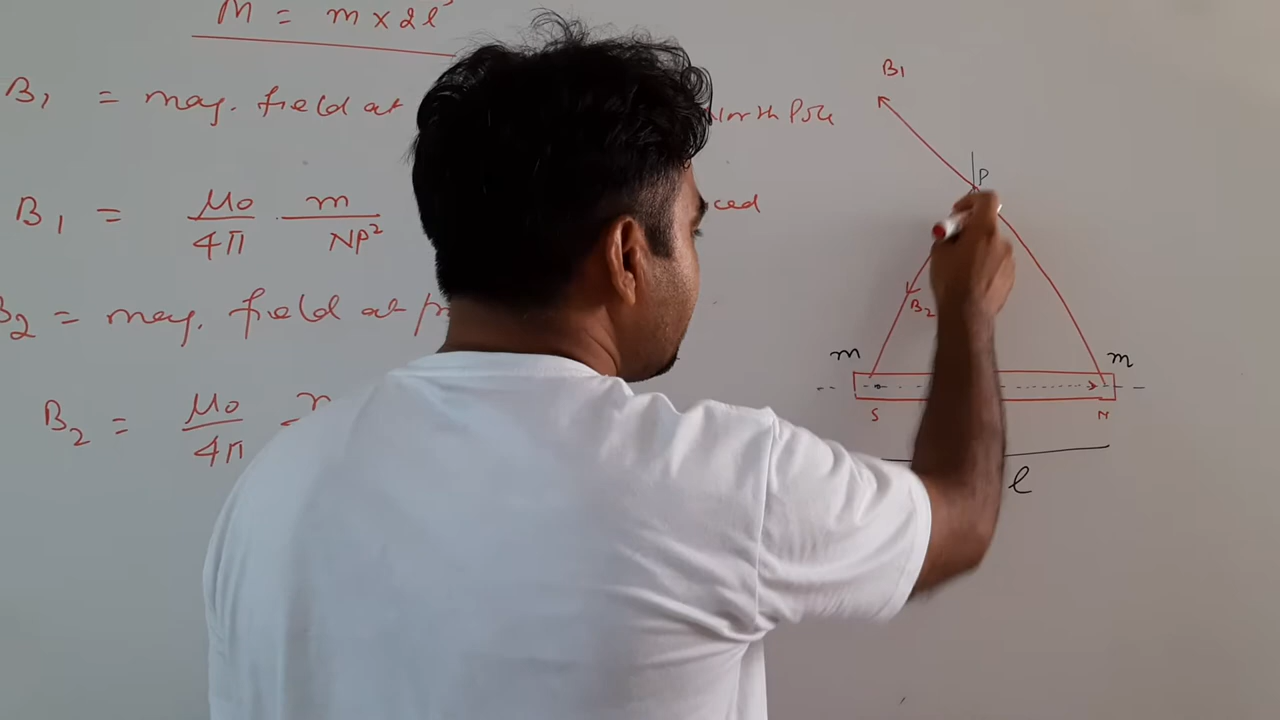 M = m x 2l
B1 = mag. field at North Pole
B1 = μ0/4π . m/NP² ced
B2 = mag. field at
B2 = μ0/4π
B1
P
B2
m m
S N
l